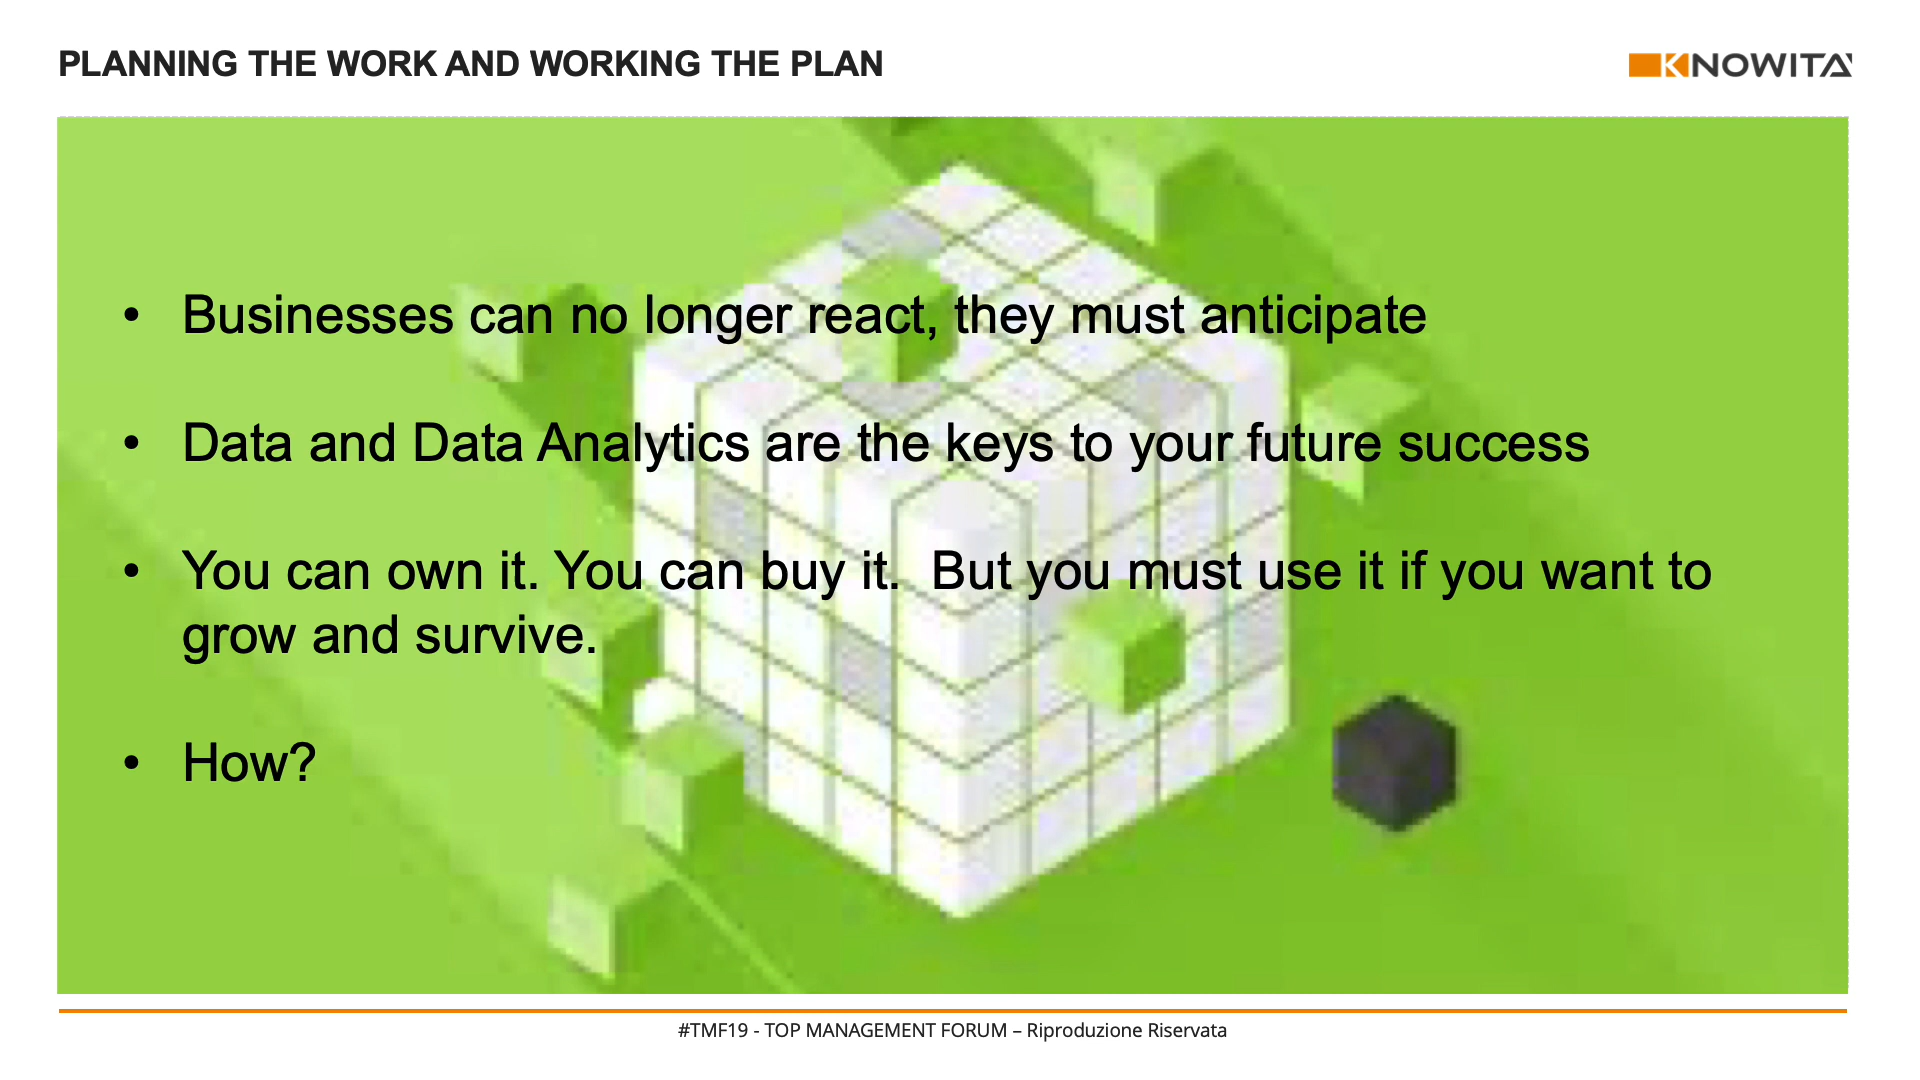 PLANNING THE WORK AND WORKING THE PLAN
KNOWITA
• Businesses can no longer react, they must anticipate
• Data and Data Analytics are the keys to your future success
• You can own it. You can buy it.  But you must use it if you want to
grow and survive.
• How?
#TMF19 - TOP MANAGEMENT FORUM – Riproduzione Riservata